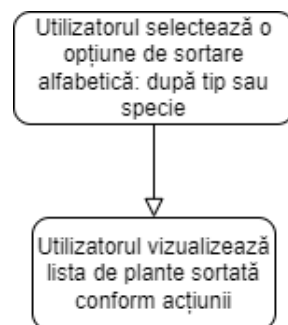 Utilizatorul selectează o
opțiune de sortare
alfabetică: după tip sau
specie
Utilizatorul vizualizează
lista de plante sortată
conform acțiunii